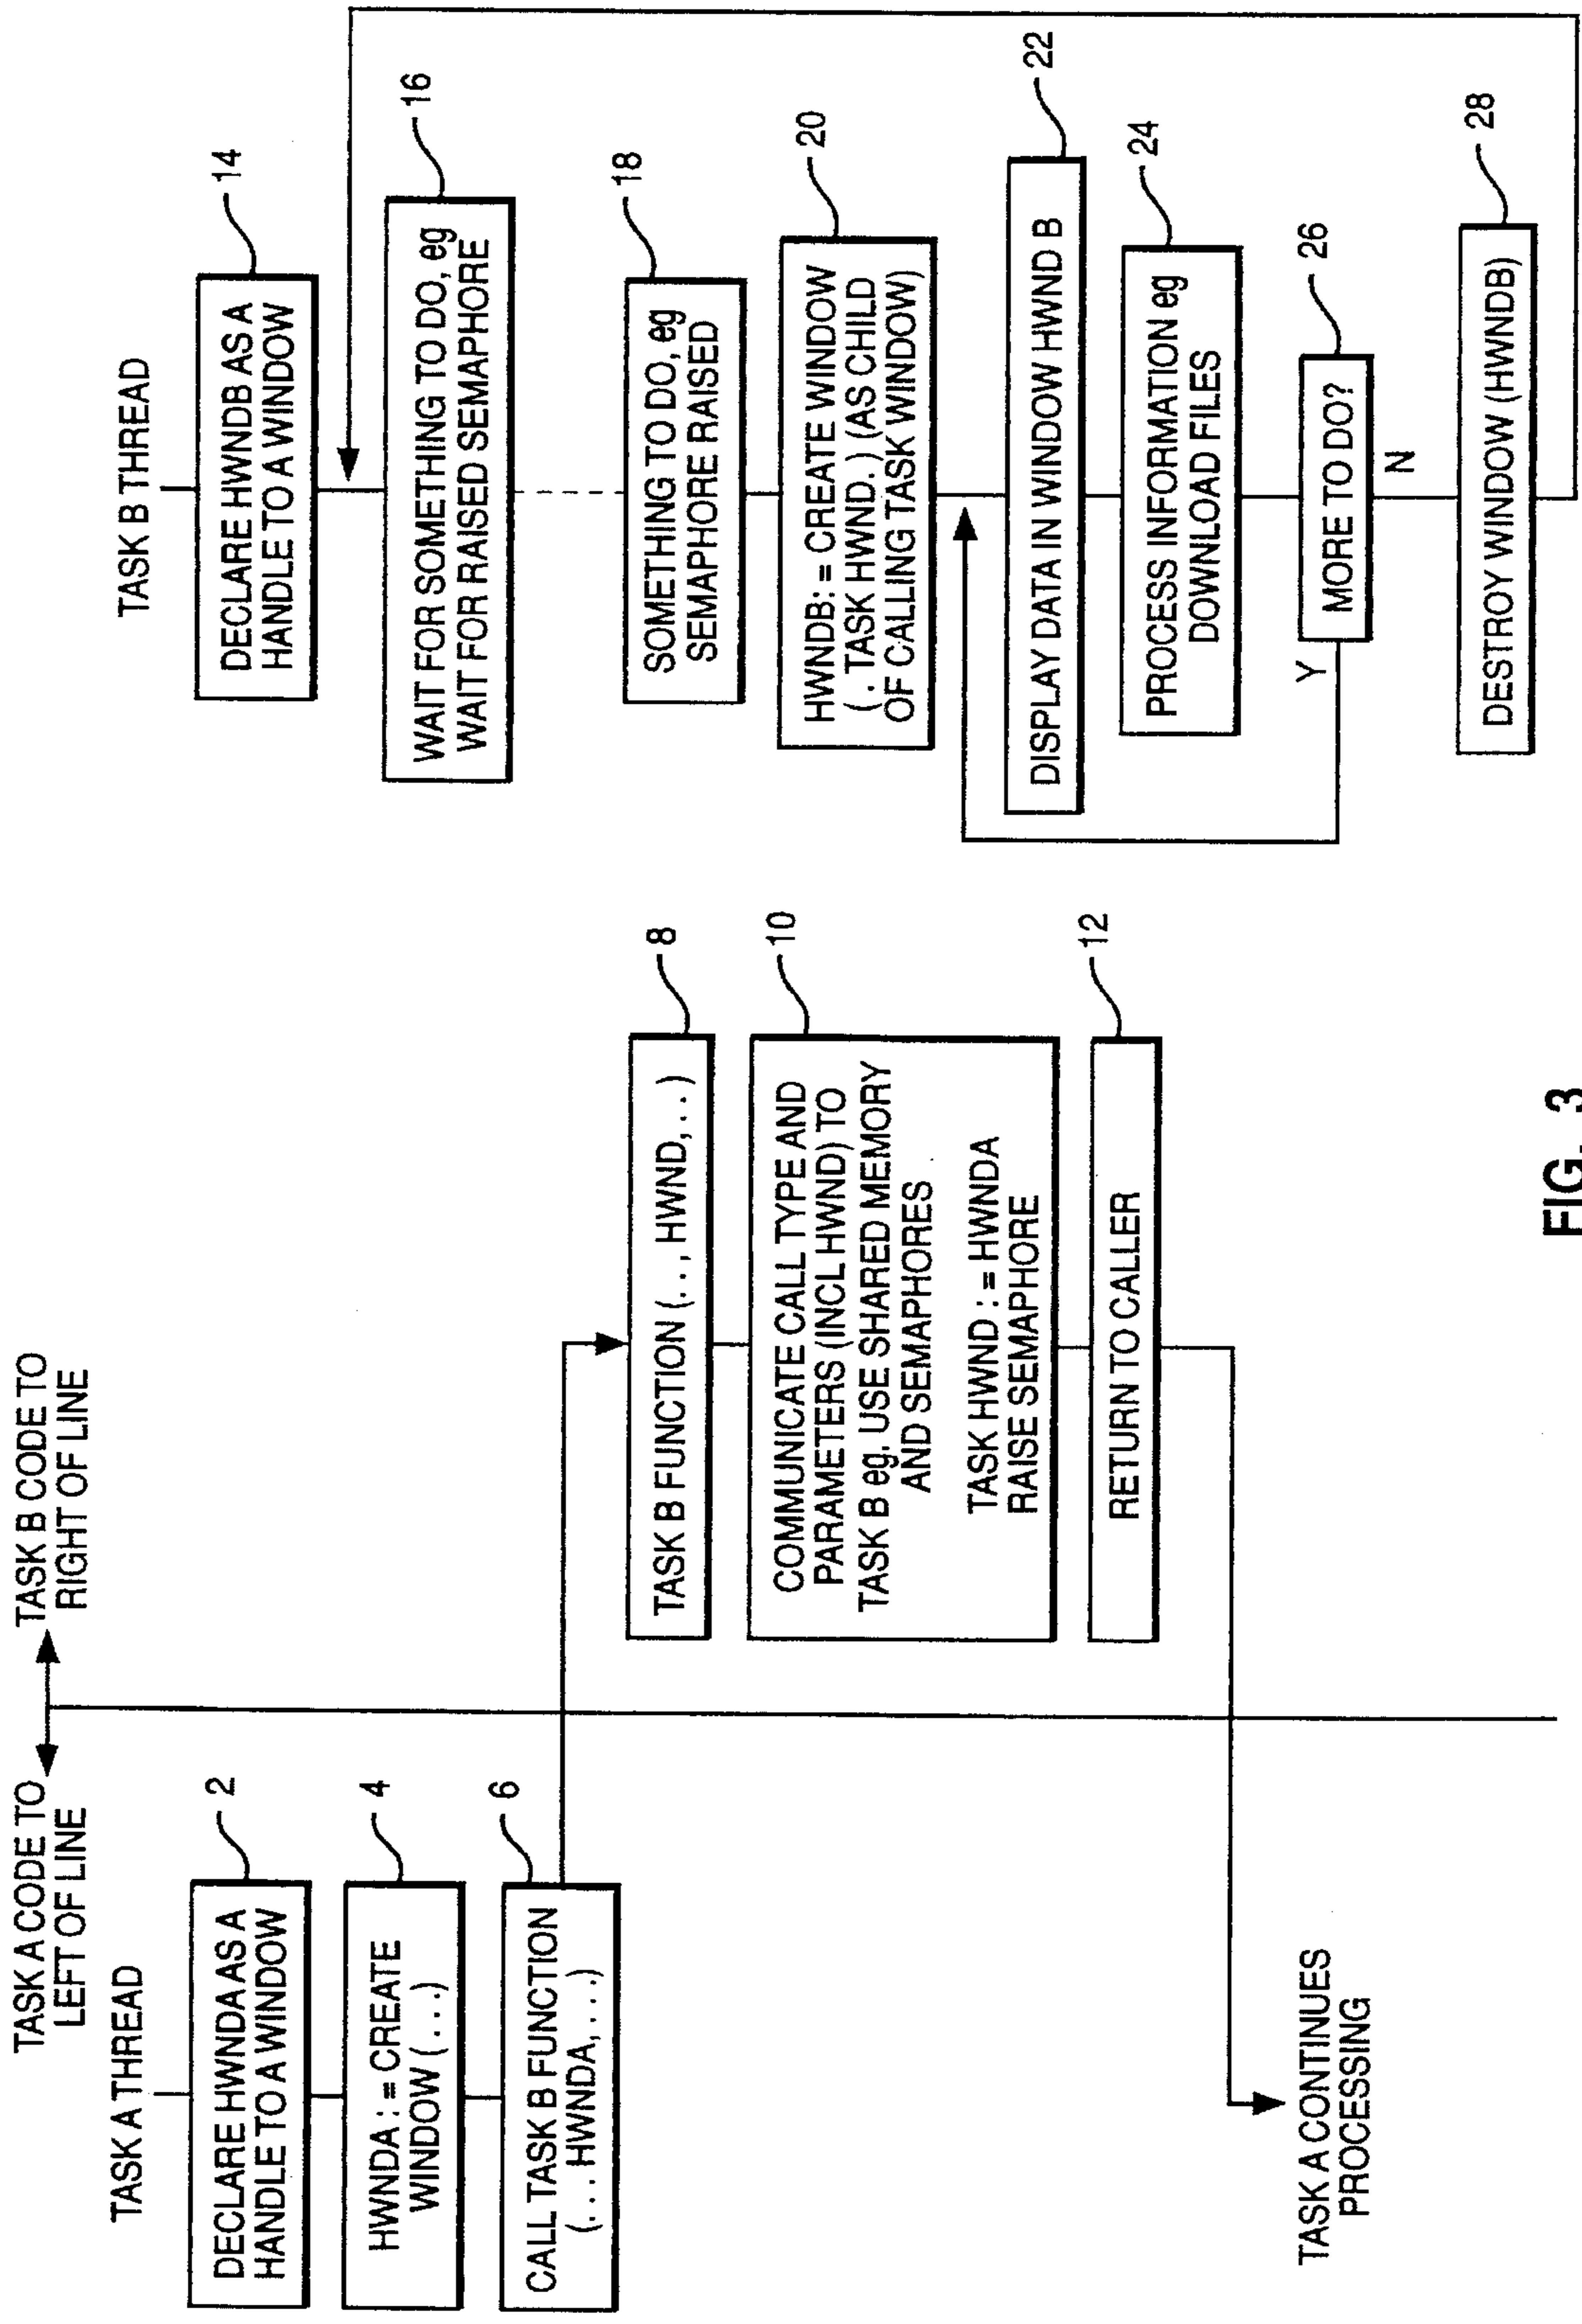 TASK A CODE TO
LEFT OF LINE
TASK B CODE TO
RIGHT OF LINE
TASK A THREAD
DECLARE HWNDA AS A
HANDLE TO A WINDOW
2
HWNDA : = CREATE
WINDOW (. . .)
4
CALL TASK B FUNCTION
(. . . HWNDA, . . .)
6
TASK B FUNCTION (. . , HWND, . . )
8
COMMUNICATE CALL TYPE AND
PARAMETERS (INCL HWND) TO
TASK B eg. USE SHARED MEMORY
AND SEMAPHORES
TASK HWND : = HWNDA
RAISE SEMAPHORE
10
RETURN TO CALLER
12
TASK A CONTINUES
PROCESSING
TASK B THREAD
DECLARE HWNDB AS A
HANDLE TO A WINDOW
14
WAIT FOR SOMETHING TO DO, eg
WAIT FOR RAISED SEMAPHORE
16
SOMETHING TO DO, eg
SEMAPHORE RAISED
18
HWNDB: = CREATE WINDOW
(. TASK HWND.) (AS CHILD
OF CALLING TASK WINDOW)
20
DISPLAY DATA IN WINDOW HWND B
22
PROCESS INFORMATION eg
DOWNLOAD FILES
24
MORE TO DO?
26
Y
N
DESTROY WINDOW (HWNDB)
28
FIG. 3